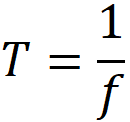 T = 1/f